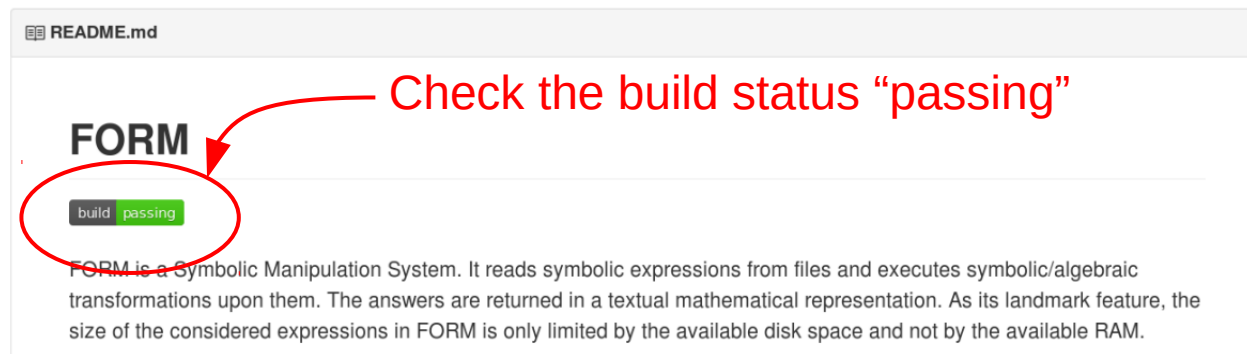 README.md
Check the build status “passing”
FORM
build passing
FORM is a Symbolic Manipulation System. It reads symbolic expressions from files and executes symbolic/algebraic
transformations upon them. The answers are returned in a textual mathematical representation. As its landmark feature, the
size of the considered expressions in FORM is only limited by the available disk space and not by the available RAM.